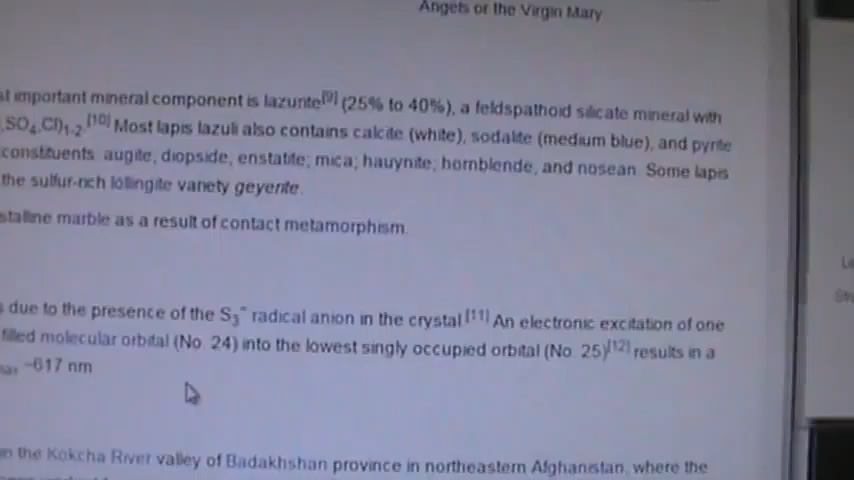 Angels or the Virgin Mary
st important mineral component is lazurite[9] (25% to 40%), a feldspathoid silicate mineral with
,SO4,Cl)1-2.[10] Most lapis lazuli also contains calcite (white), sodalite (medium blue), and pyrite
constituents: augite; diopside; enstatite; mica; hauynite; hornblende, and nosean. Some lapis
the sulfur-rich löllingite variety geyerite.
stalline marble as a result of contact metamorphism.
s due to the presence of the S3− radical anion in the crystal.[11] An electronic excitation of one
filled molecular orbital (No. 24) into the lowest singly occupied orbital (No. 25)[12] results in a
max ~617 nm
in the Kokcha River valley of Badakhshan province in northeastern Afghanistan, where the